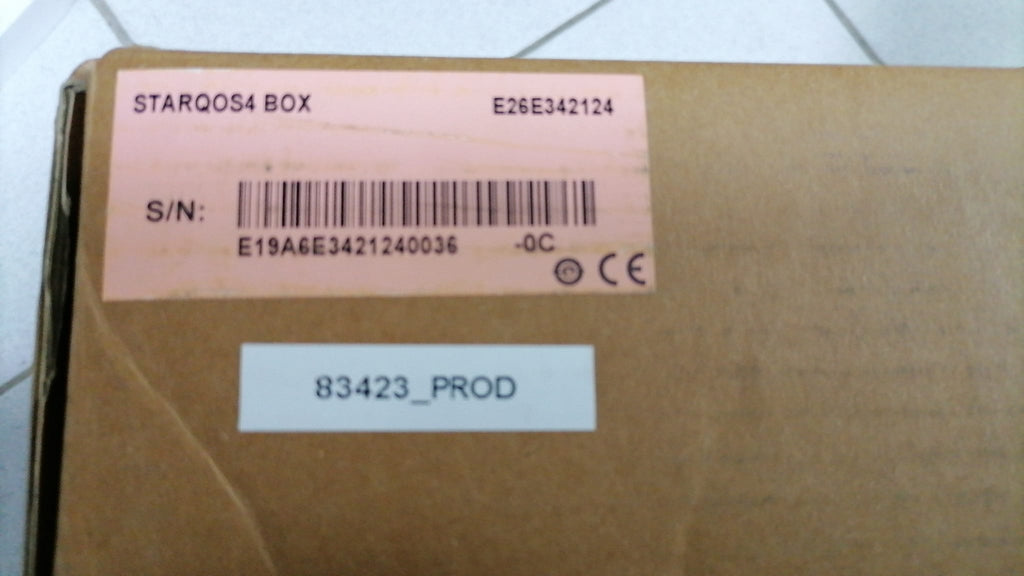 STARQOS4 BOX E26E342124
S/N:
E19A6E3421240036 -0C
CE
83423_PROD